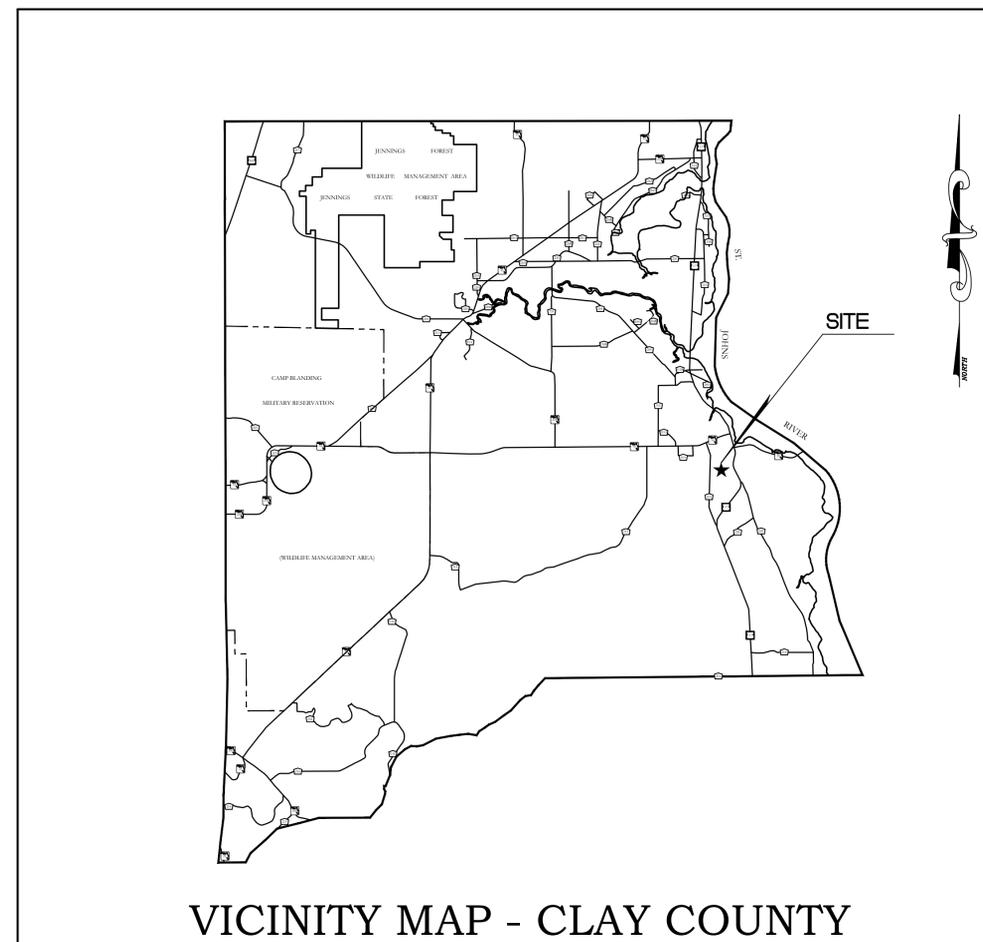 JENNINGS FOREST
WILDLIFE MANAGEMENT AREA
JENNINGS STATE FOREST
ST.
JOHNS
SITE
NORTH
CAMP BLANDING
MILITARY RESERVATION
RIVER
(WILDLIFE MANAGEMENT AREA)
VICINITY MAP - CLAY COUNTY